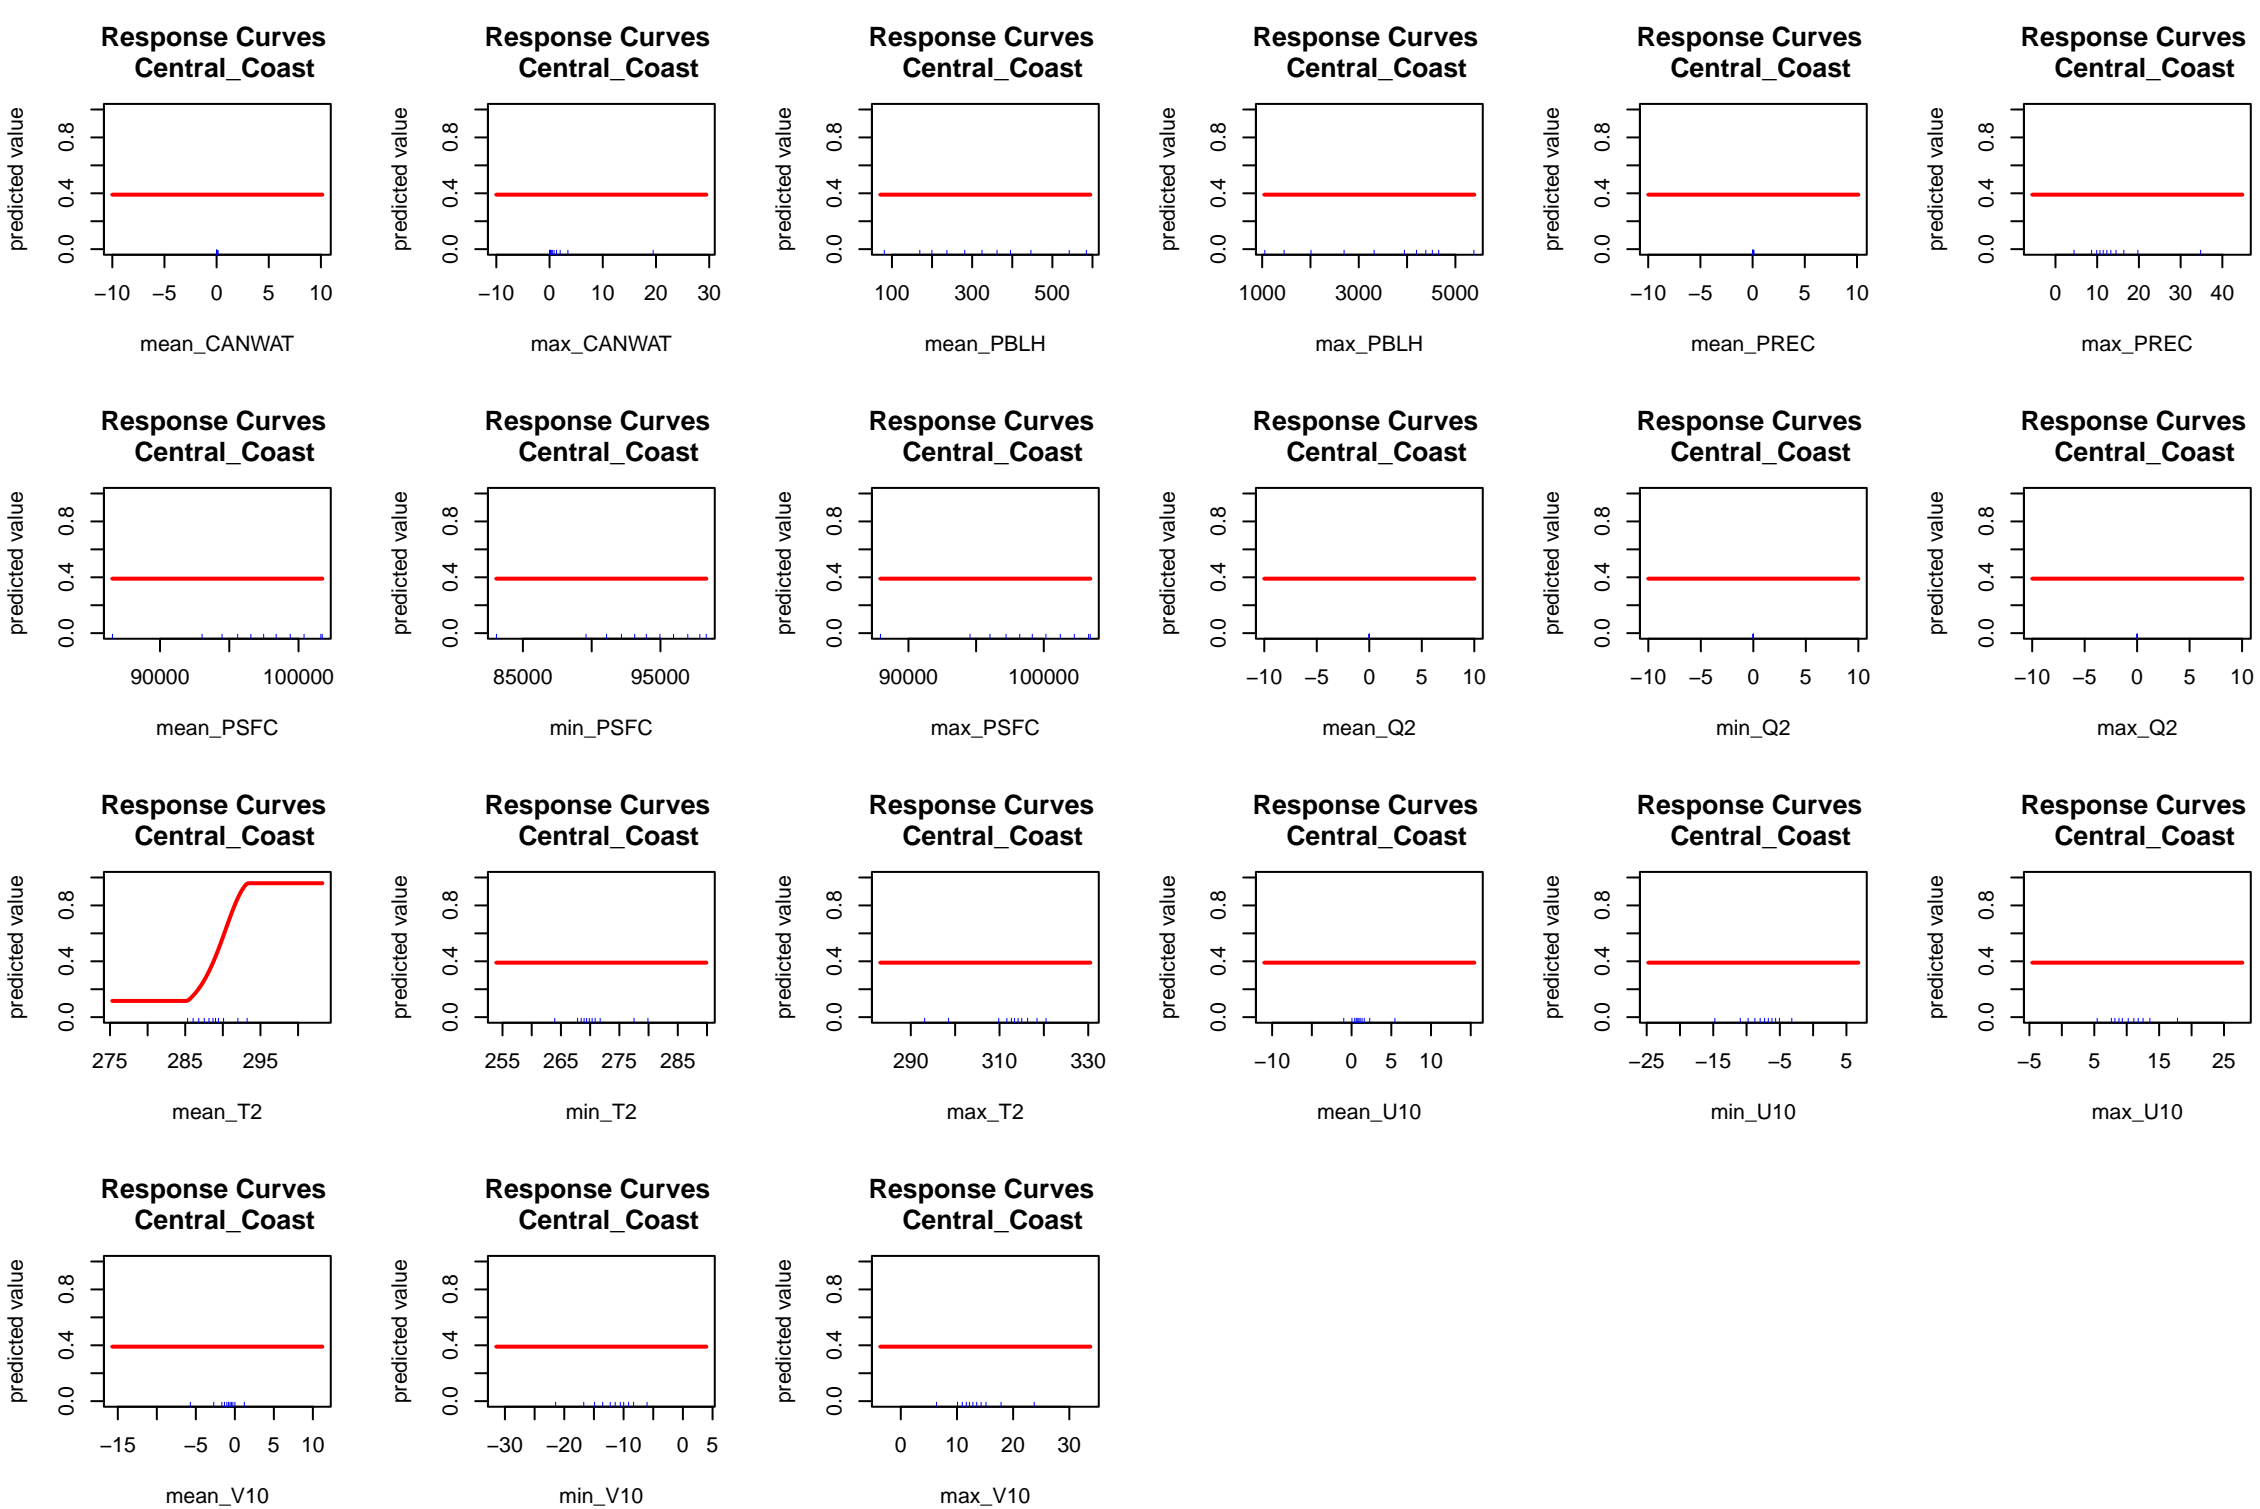 Response Curves
Central_Coast
predicted value
0.0 0.4 0.8
−10 −5 0 5 10
mean_CANWAT
Response Curves
Central_Coast
predicted value
0.0 0.4 0.8
−10 0 10 20 30
max_CANWAT
Response Curves
Central_Coast
predicted value
0.0 0.4 0.8
100 300 500
mean_PBLH
Response Curves
Central_Coast
predicted value
0.0 0.4 0.8
1000 3000 5000
max_PBLH
Response Curves
Central_Coast
predicted value
0.0 0.4 0.8
−10 −5 0 5 10
mean_PREC
Response Curves
Central_Coast
predicted value
0.0 0.4 0.8
0 10 20 30 40
max_PREC
Response Curves
Central_Coast
predicted value
0.0 0.4 0.8
90000 100000
mean_PSFC
Response Curves
Central_Coast
predicted value
0.0 0.4 0.8
85000 95000
min_PSFC
Response Curves
Central_Coast
predicted value
0.0 0.4 0.8
90000 100000
max_PSFC
Response Curves
Central_Coast
predicted value
0.0 0.4 0.8
−10 −5 0 5 10
mean_Q2
Response Curves
Central_Coast
predicted value
0.0 0.4 0.8
−10 −5 0 5 10
min_Q2
Response Curves
Central_Coast
predicted value
0.0 0.4 0.8
−10 −5 0 5 10
max_Q2
Response Curves
Central_Coast
predicted value
0.0 0.4 0.8
275 285 295
mean_T2
Response Curves
Central_Coast
predicted value
0.0 0.4 0.8
255 265 275 285
min_T2
Response Curves
Central_Coast
predicted value
0.0 0.4 0.8
290 310 330
max_T2
Response Curves
Central_Coast
predicted value
0.0 0.4 0.8
−10 0 5 10
mean_U10
Response Curves
Central_Coast
predicted value
0.0 0.4 0.8
−25 −15 −5 5
min_U10
Response Curves
Central_Coast
predicted value
0.0 0.4 0.8
−5 5 15 25
max_U10
Response Curves
Central_Coast
predicted value
0.0 0.4 0.8
−15 −5 0 5 10
mean_V10
Response Curves
Central_Coast
predicted value
0.0 0.4 0.8
−30 −20 −10 0 5
min_V10
Response Curves
Central_Coast
predicted value
0.0 0.4 0.8
0 10 20 30
max_V10